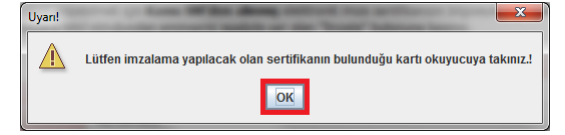 Uyarı!
Lütfen imzalama yapılacak olan sertifikanın bulunduğu kartı okuyucuya takınız.!
OK